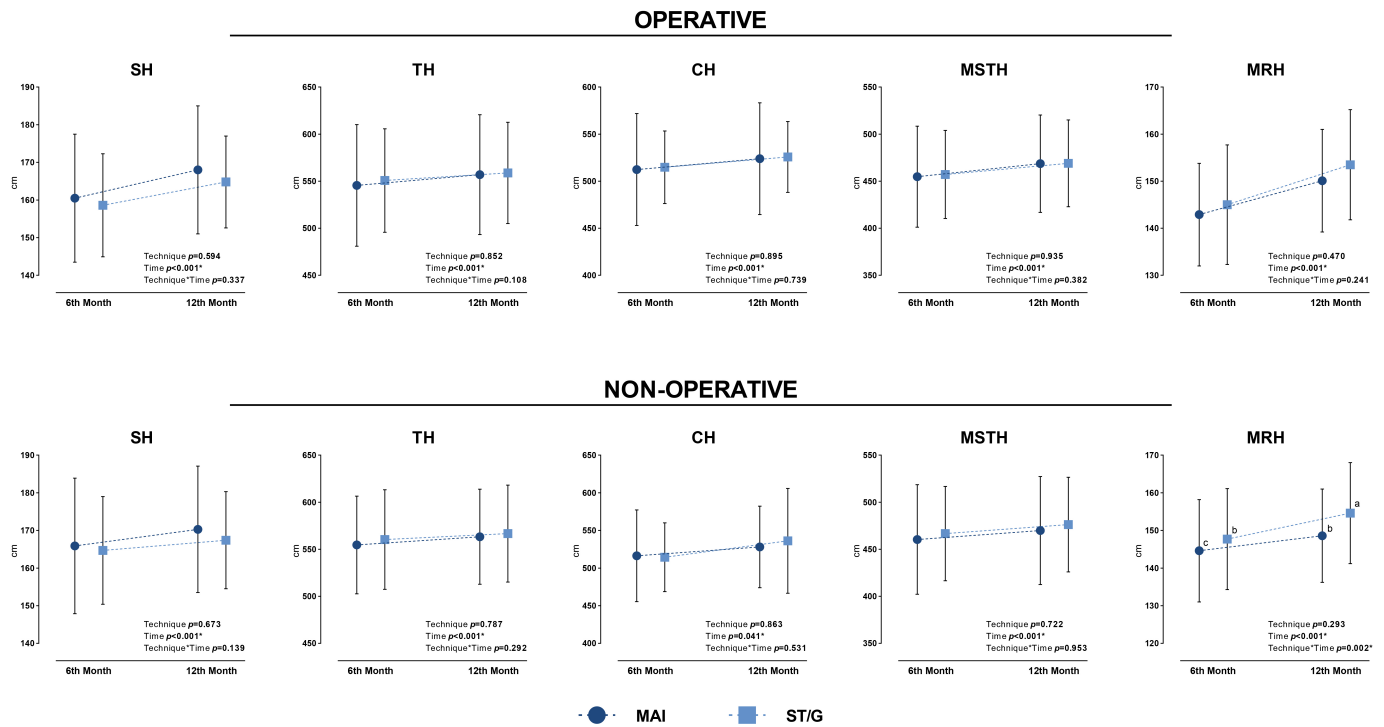 OPERATIVE
SH
190
180
170
160
150
140
cm
Technique p=0.594
Time p<0.001*
Technique*Time p=0.337
6th Month 12th Month
TH
650
600
550
500
450
cm
Technique p=0.852
Time p<0.001*
Technique*Time p=0.108
6th Month 12th Month
CH
600
550
500
450
400
cm
Technique p=0.895
Time p<0.001*
Technique*Time p=0.739
6th Month 12th Month
MSTH
550
500
450
400
350
cm
Technique p=0.935
Time p<0.001*
Technique*Time p=0.382
6th Month 12th Month
MRH
170
160
150
140
130
cm
Technique p=0.470
Time p<0.001*
Technique*Time p=0.241
6th Month 12th Month
NON-OPERATIVE
SH
190
180
170
160
150
140
cm
Technique p=0.673
Time p<0.001*
Technique*Time p=0.139
6th Month 12th Month
TH
650
600
550
500
450
cm
Technique p=0.787
Time p<0.001*
Technique*Time p=0.292
6th Month 12th Month
CH
650
600
550
500
450
400
cm
Technique p=0.863
Time p=0.041*
Technique*Time p=0.531
6th Month 12th Month
MSTH
550
500
450
400
350
cm
Technique p=0.722
Time p<0.001*
Technique*Time p=0.953
6th Month 12th Month
MRH
170
160
150
140
130
120
cm
c
b
b
a
Technique p=0.293
Time p<0.001*
Technique*Time p=0.002*
6th Month 12th Month
MAI ST/G